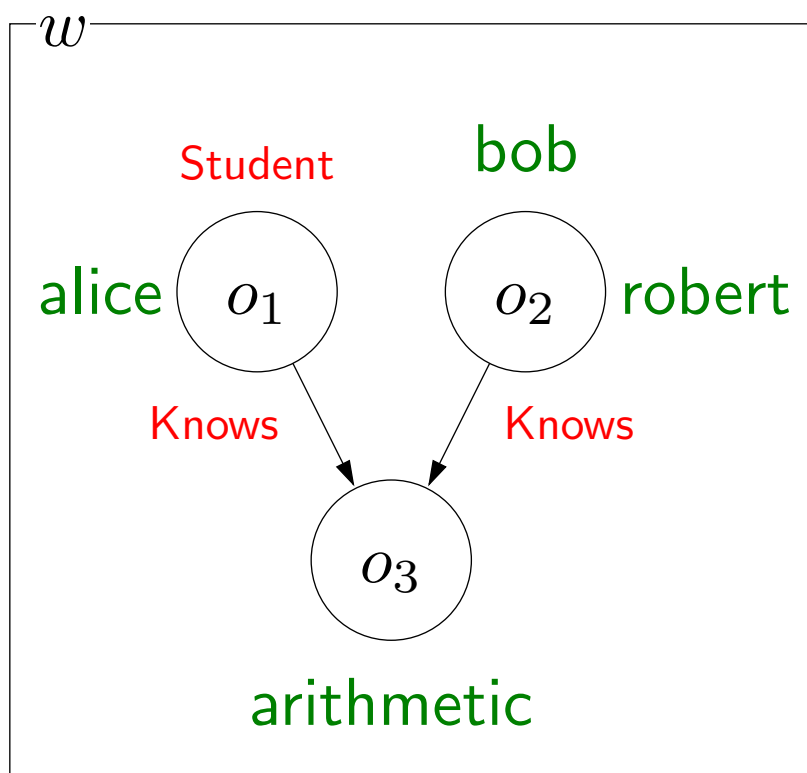 w
bob
Student
alice
o₁
o₂
robert
Knows
Knows
o₃
arithmetic